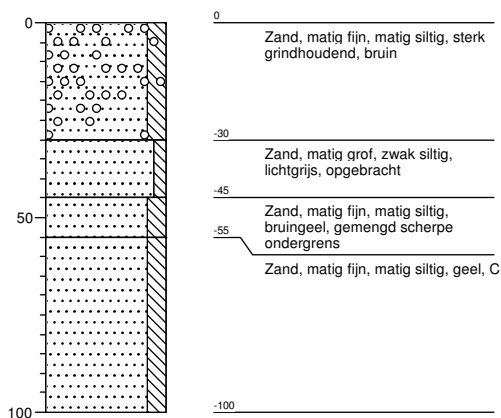 0
0
Zand, matig fijn, matig siltig, sterk
grindhoudend, bruin
-30
Zand, matig grof, zwak siltig,
lichtgrijs, opgebracht
-45
Zand, matig fijn, matig siltig,
bruingeel, gemengd scherpe
ondergrens
50
-55
Zand, matig fijn, matig siltig, geel, C
100
-100